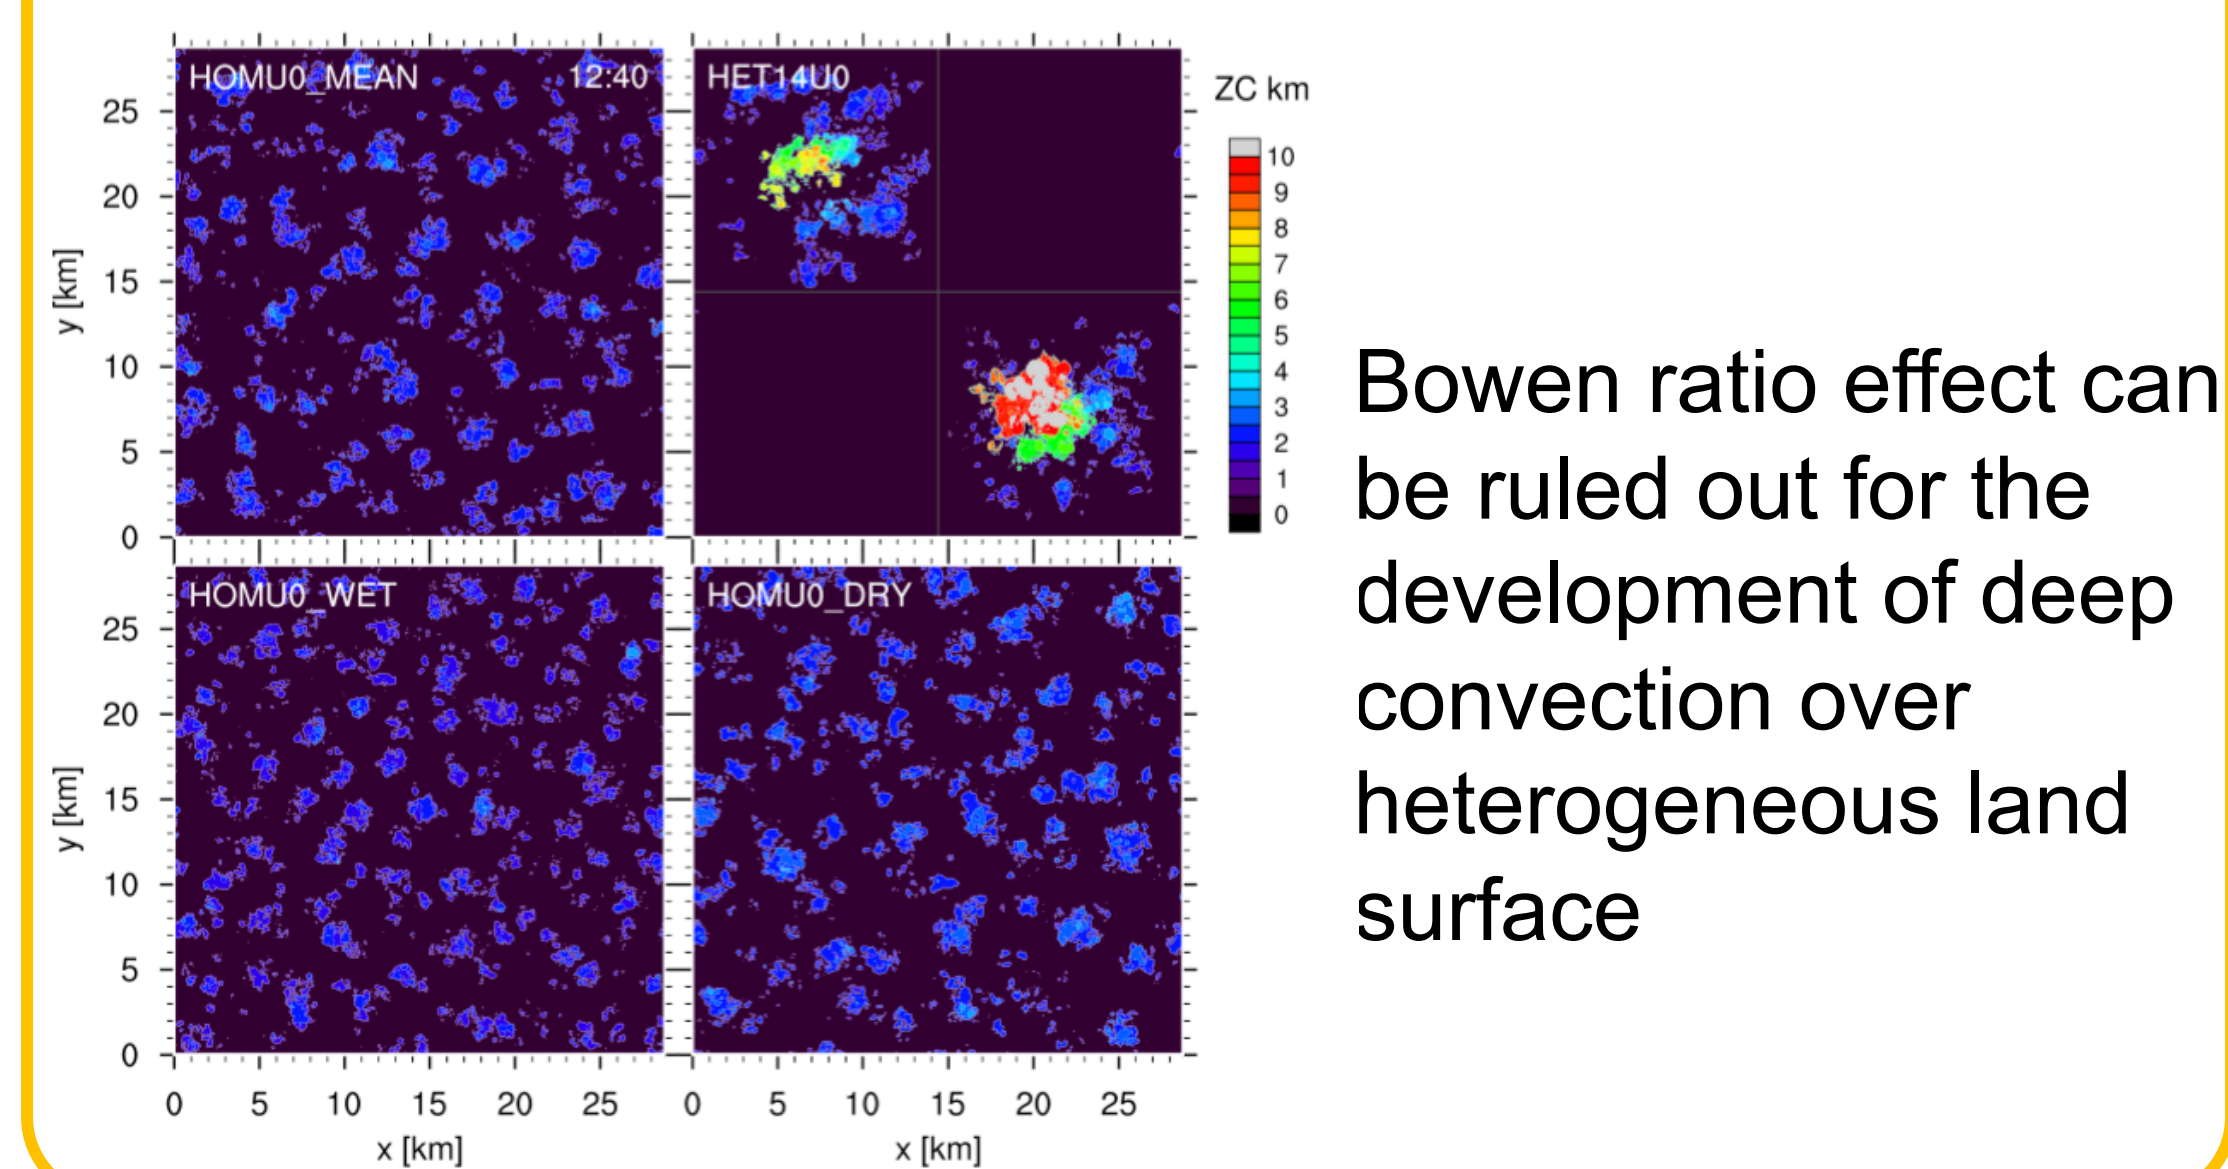 HOMU0_MEAN 12:40
HET14U0
ZC km
25
20
15
10
5
0
y [km]
10
9
8
7
6
5
4
3
2
1
0
HOMU0_WET
HOMU0_DRY
25
20
15
10
5
0
y [km]
0 5 10 15 20 25
0 5 10 15 20 25
x [km]
x [km]
Bowen ratio effect can
be ruled out for the
development of deep
convection over
heterogeneous land
surface